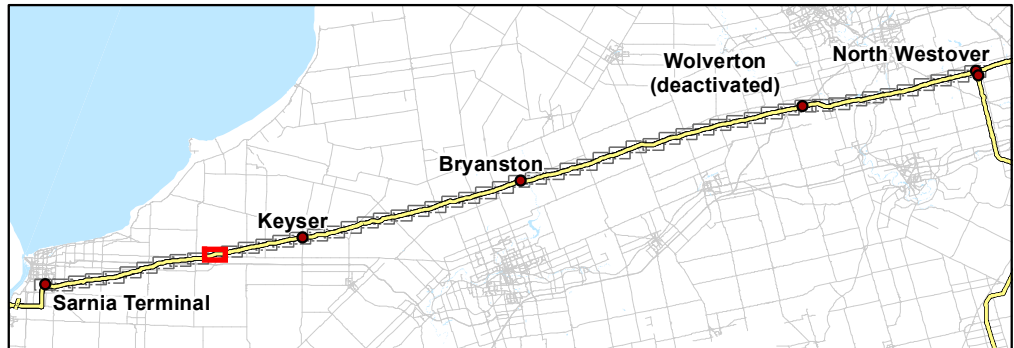 Wolverton
(deactivated)
North Westover
Bryanston
Keyser
Sarnia Terminal